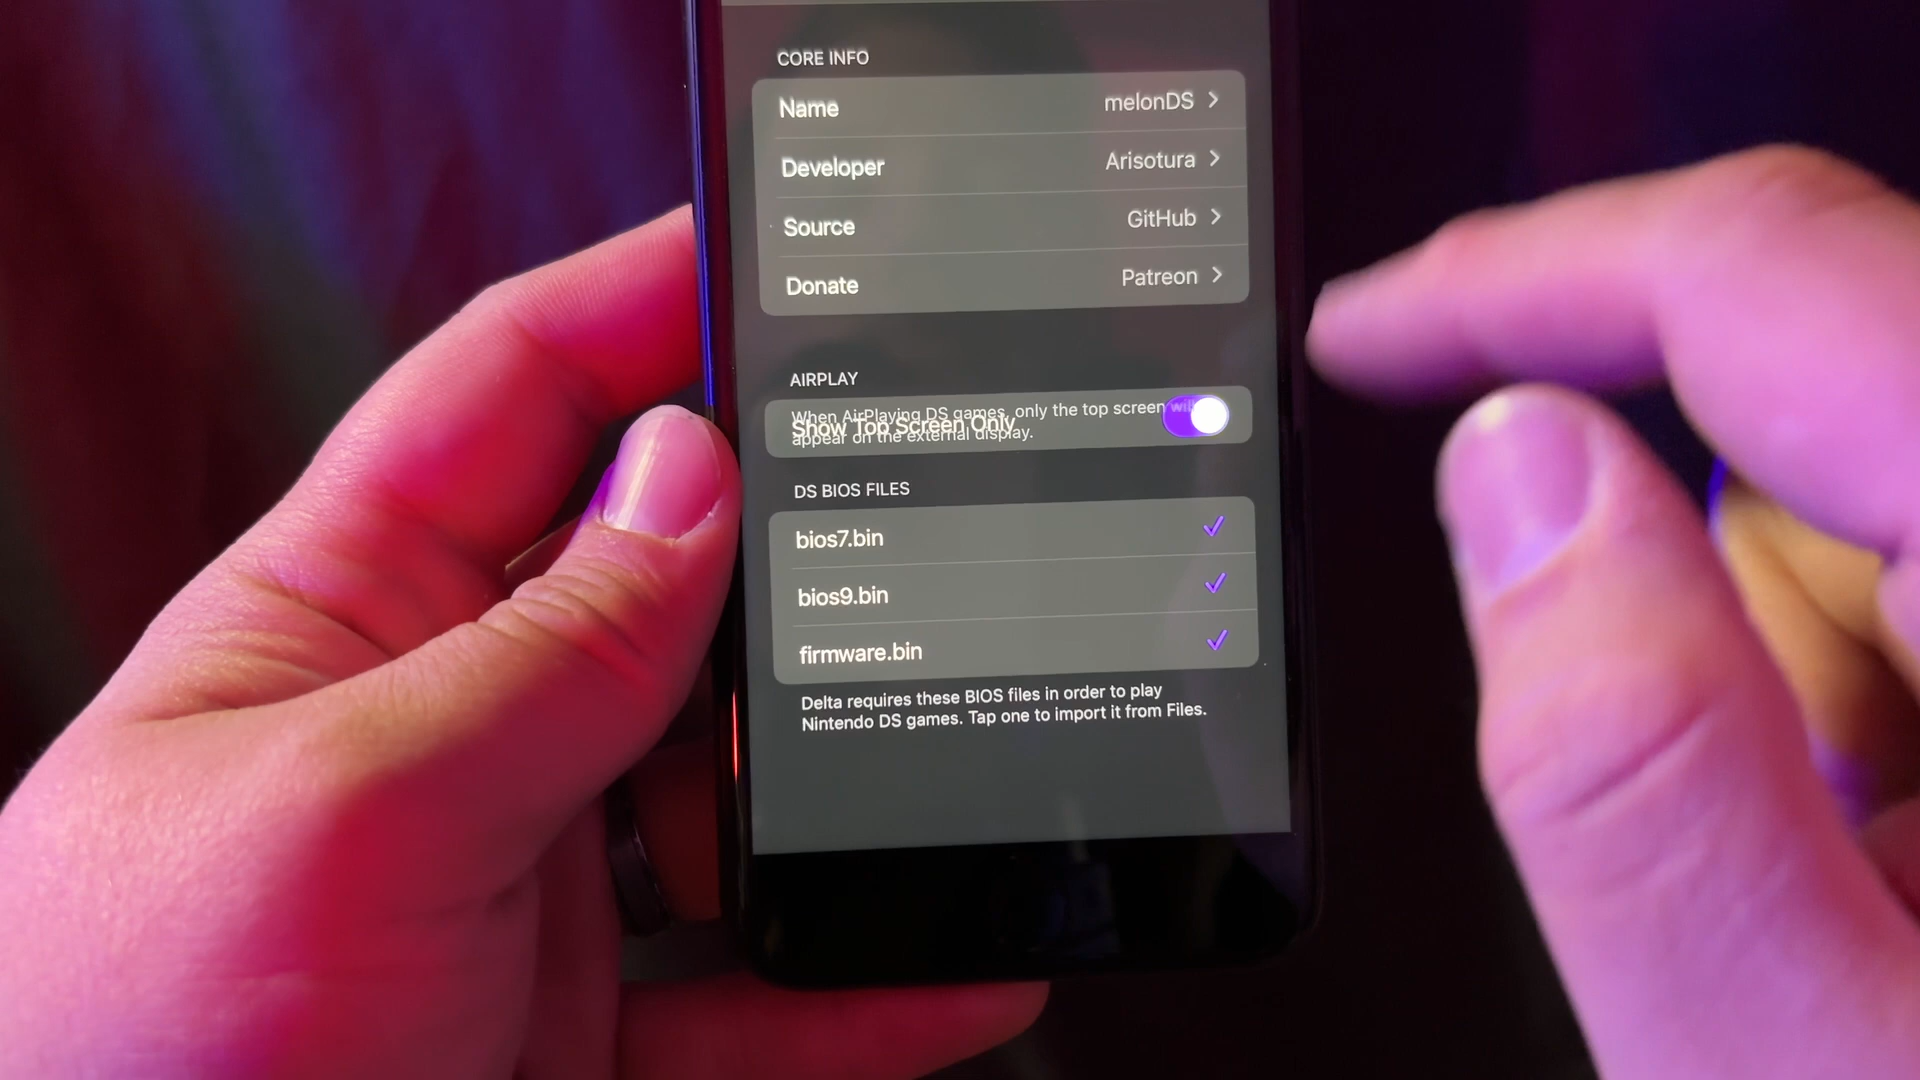 CORE INFO
Name melonDS
Developer Arisotura
Source GitHub
Donate Patreon
AIRPLAY
When AirPlaying DS games, only the top screen will
Show Top Screen Only
appear on the external display.
DS BIOS FILES
bios7.bin
bios9.bin
firmware.bin
Delta requires these BIOS files in order to play
Nintendo DS games. Tap one to import it from Files.